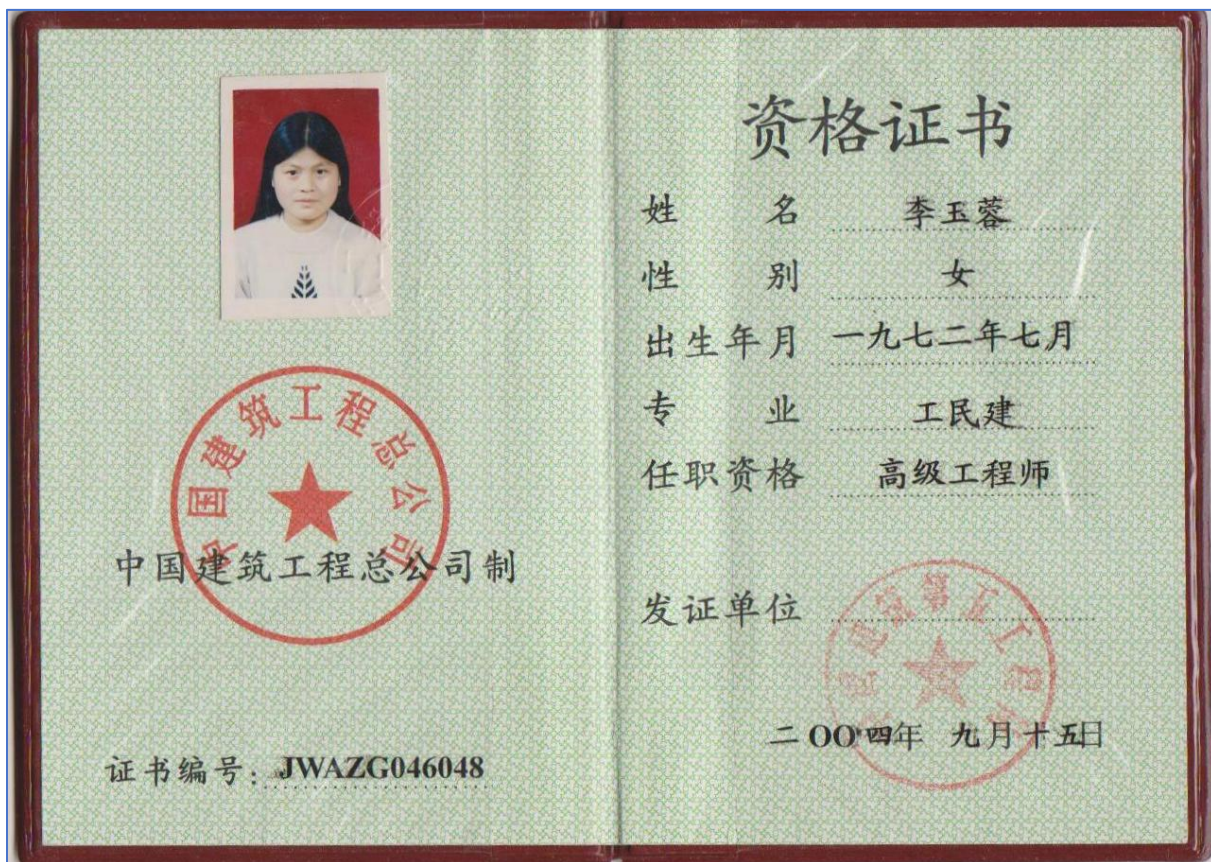 中国建筑工程总公司
中国建筑工程总公司制
证书编号：JWAZG046048
资格证书
姓名 李玉蓉
性别 女
出生年月 一九七二年七月
专业 工民建
任职资格 高级工程师
发证单位
二OO四年 九月十五日